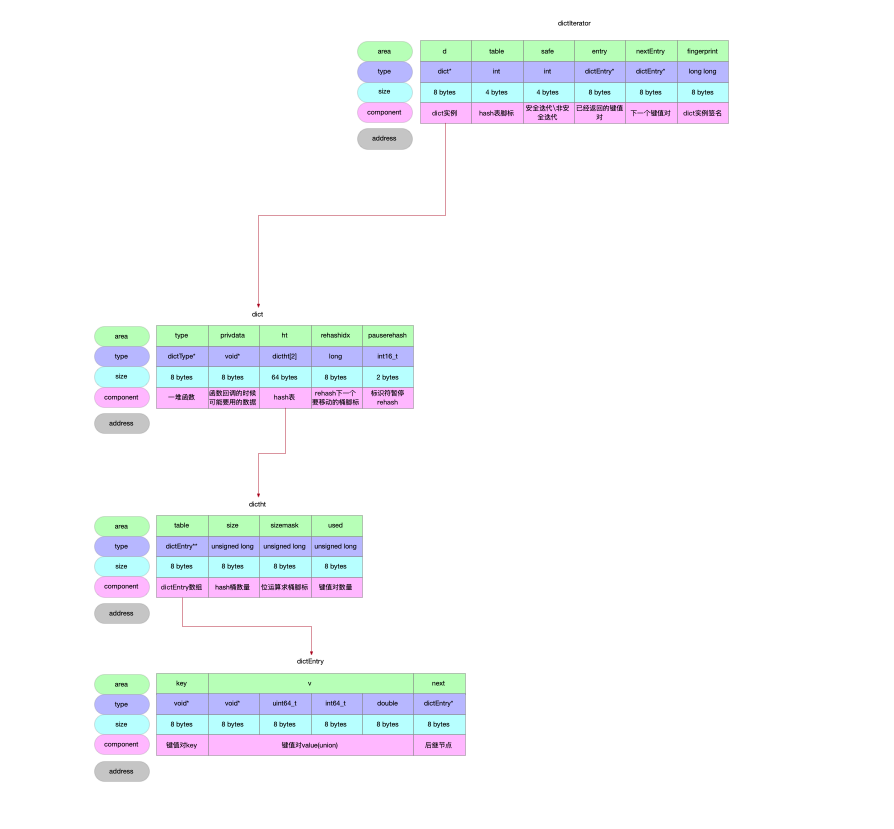 dictIterator
area d table safe entry nextEntry fingerprint
type dict* int int dictEntry* dictEntry* long long
size 8 bytes 4 bytes 4 bytes 8 bytes 8 bytes 8 bytes
component dict实例 hash表脚标 安全迭代\非安全迭代 已经返回的键值对 下一个键值对 dict实例签名
address
dict
area type privdata ht rehashidx pauserehash
type dictType* void* dictht[2] long int16_t
size 8 bytes 8 bytes 64 bytes 8 bytes 2 bytes
component 一堆函数 函数回调的时候可能要用的数据 hash表 rehash下一个要移动的桶脚标 标识符暂停rehash
address
dictht
area table size sizemask used
type dictEntry** unsigned long unsigned long unsigned long
size 8 bytes 8 bytes 8 bytes 8 bytes
component dictEntry数组 hash桶数量 位运算求桶脚标 键值对数量
address
dictEntry
area key v next
type void* void* uint64_t int64_t double dictEntry*
size 8 bytes 8 bytes 8 bytes 8 bytes 8 bytes 8 bytes
component 键值对key 键值对value(union) 后继节点
address